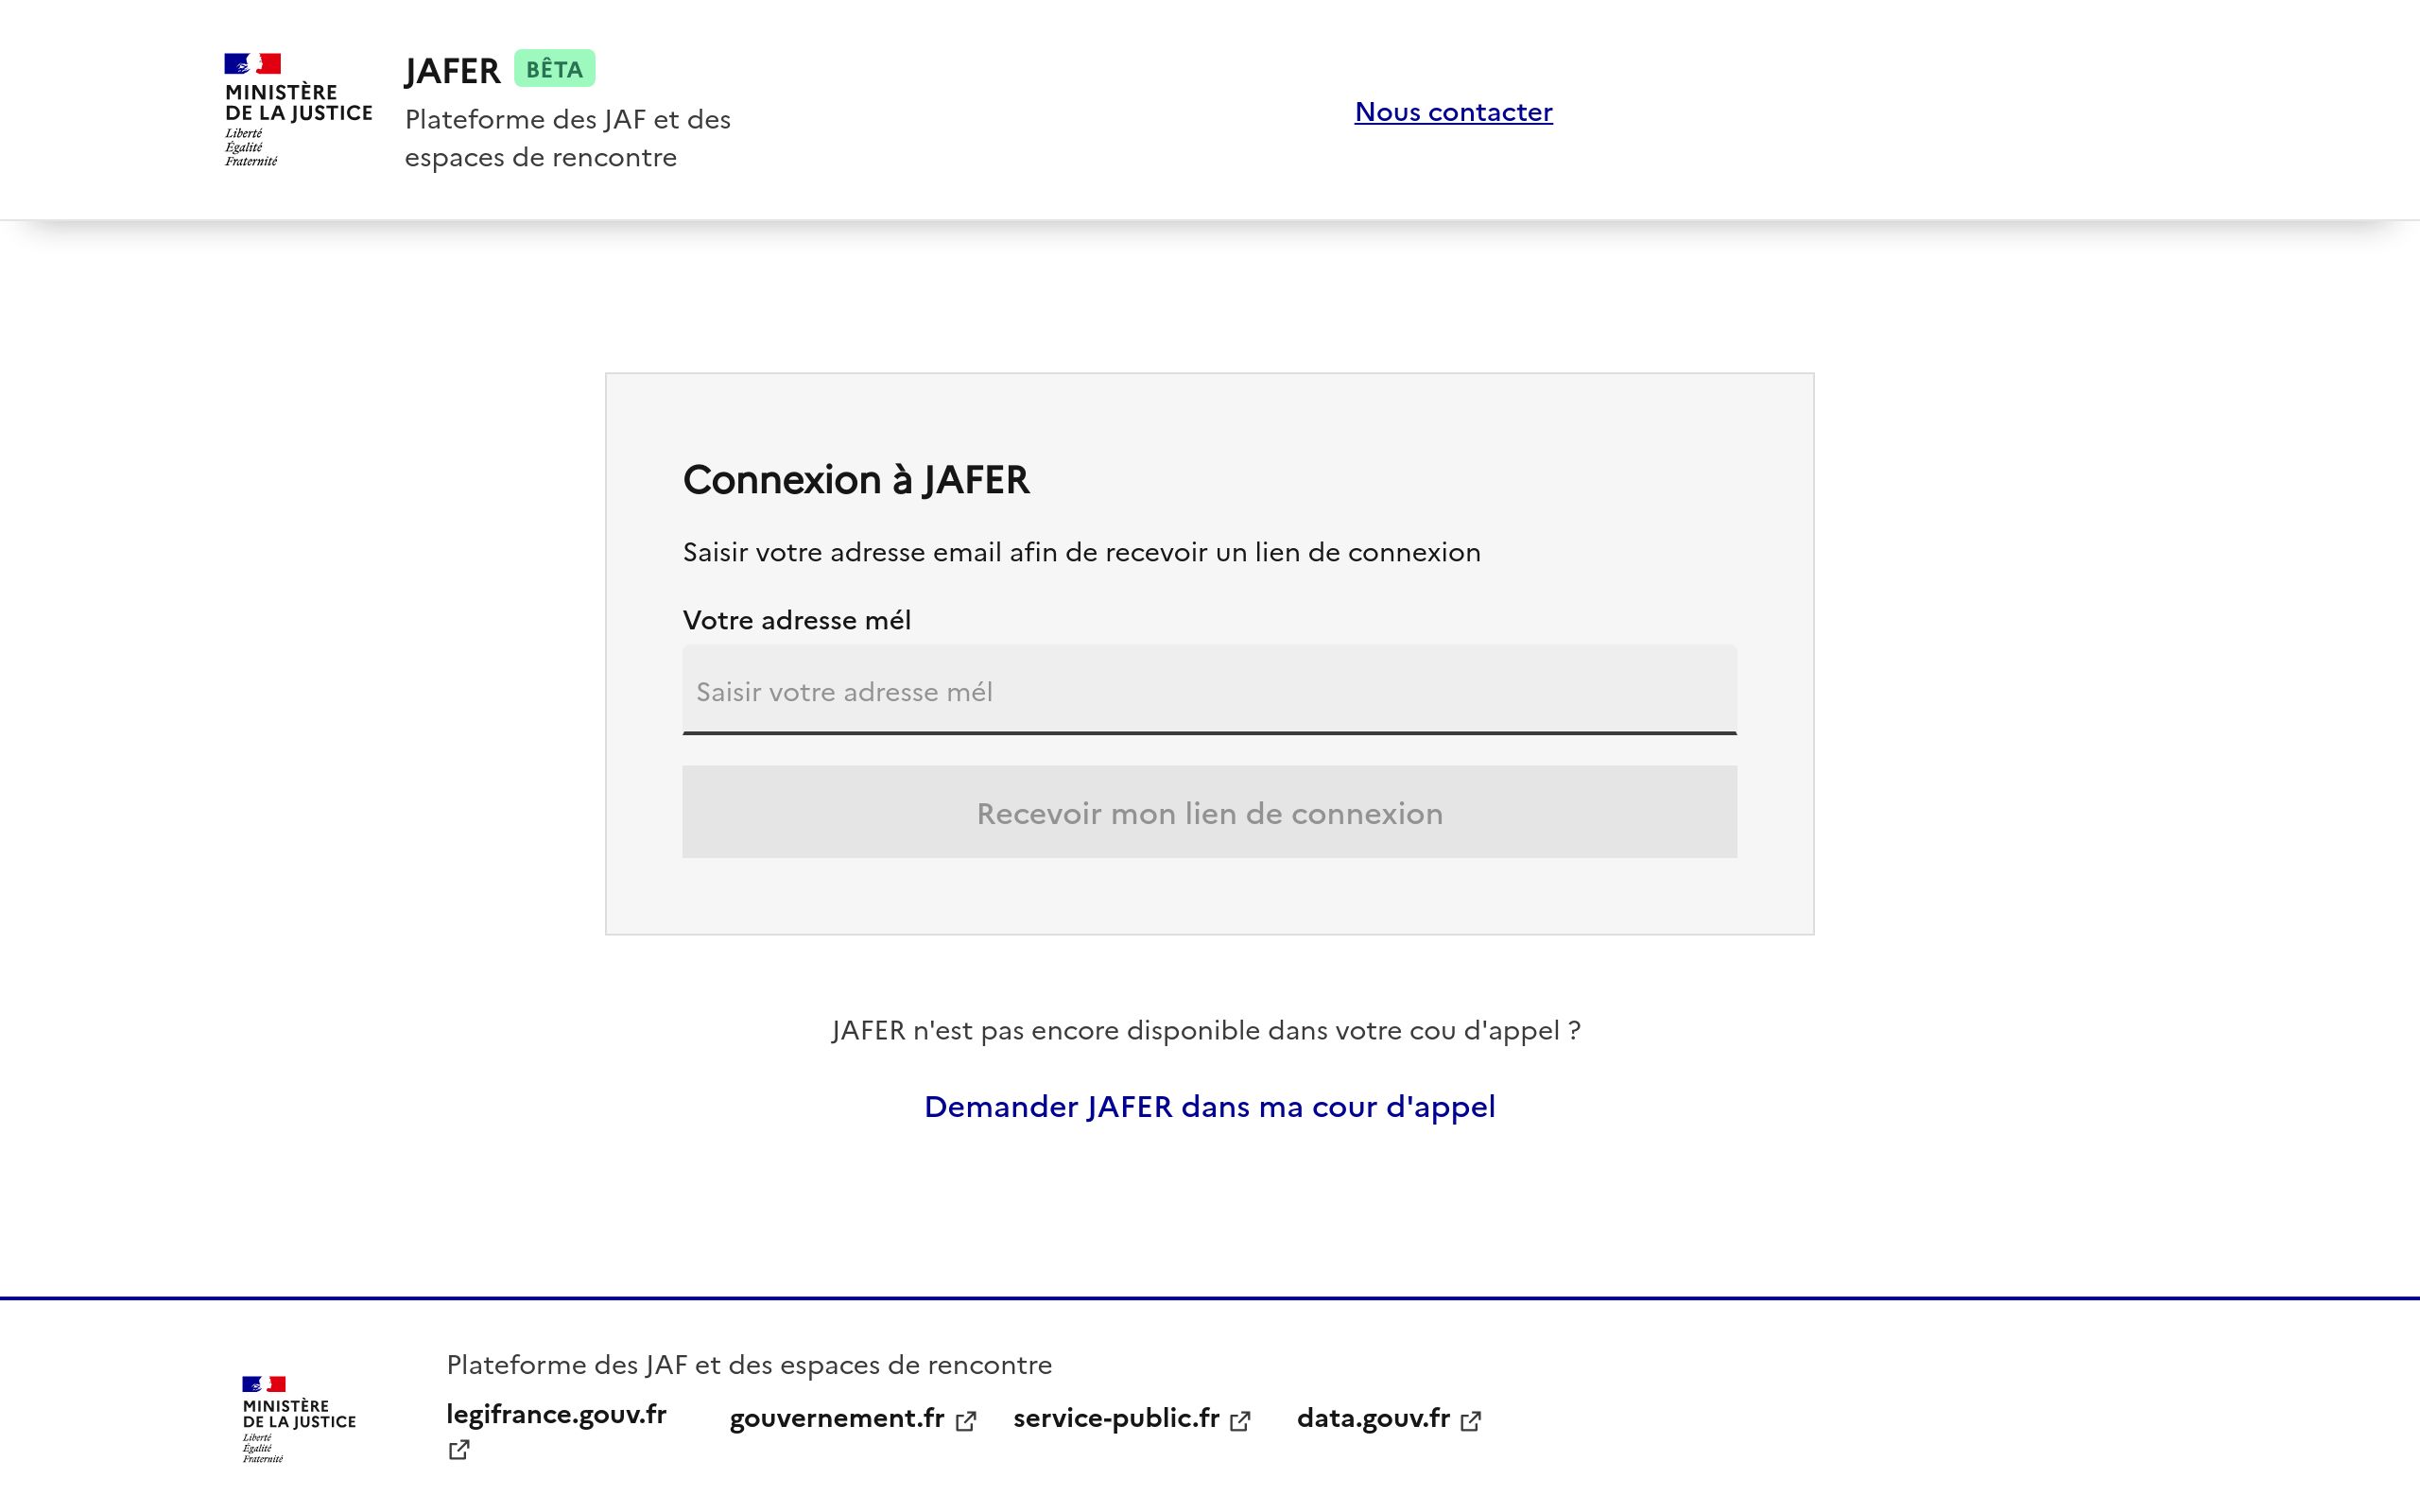 MINISTÈRE
DE LA JUSTICE
Liberté
Égalité
Fraternité
JAFER BÊTA
Plateforme des JAF et des
espaces de rencontre
Nous contacter
Connexion à JAFER
Saisir votre adresse email afin de recevoir un lien de connexion
Votre adresse mél
Saisir votre adresse mél
Recevoir mon lien de connexion
JAFER n'est pas encore disponible dans votre cou d'appel ?
Demander JAFER dans ma cour d'appel
MINISTÈRE
DE LA JUSTICE
Liberté
Égalité
Fraternité
Plateforme des JAF et des espaces de rencontre
legifrance.gouv.fr gouvernement.fr service-public.fr data.gouv.fr